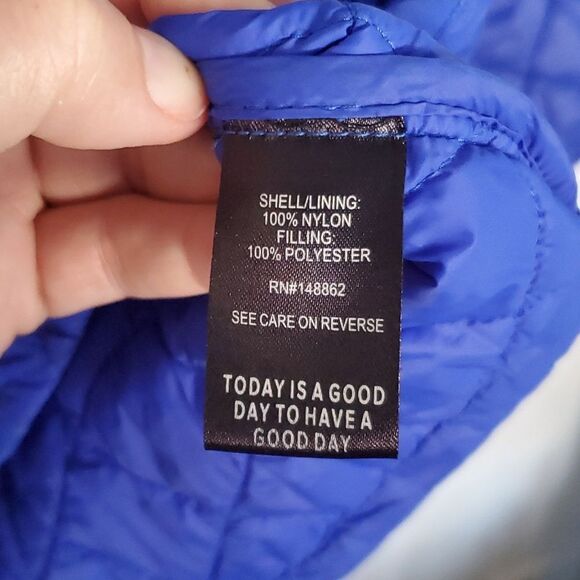 SHELL/LINING:
100% NYLON
FILLING:
100% POLYESTER
RN#148862
SEE CARE ON REVERSE
TODAY IS A GOOD
DAY TO HAVE A
GOOD DAY